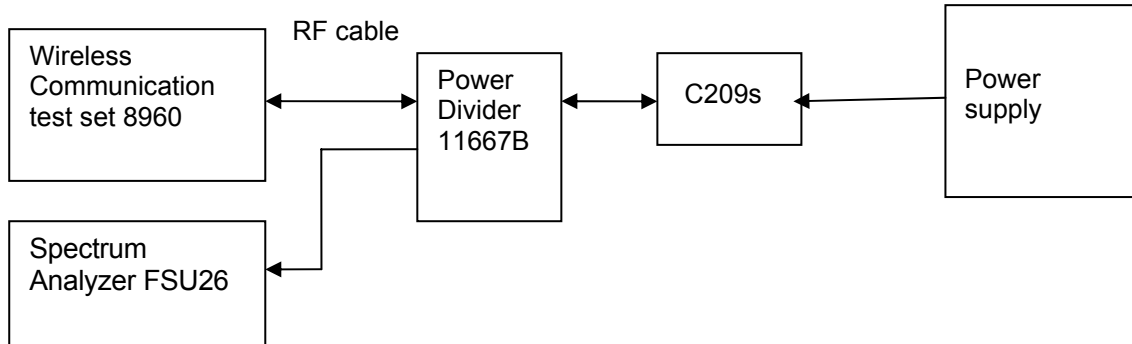 RF cable
Wireless
Communication
test set 8960
Power
Divider
11667B
C209s
Power
supply
Spectrum
Analyzer FSU26